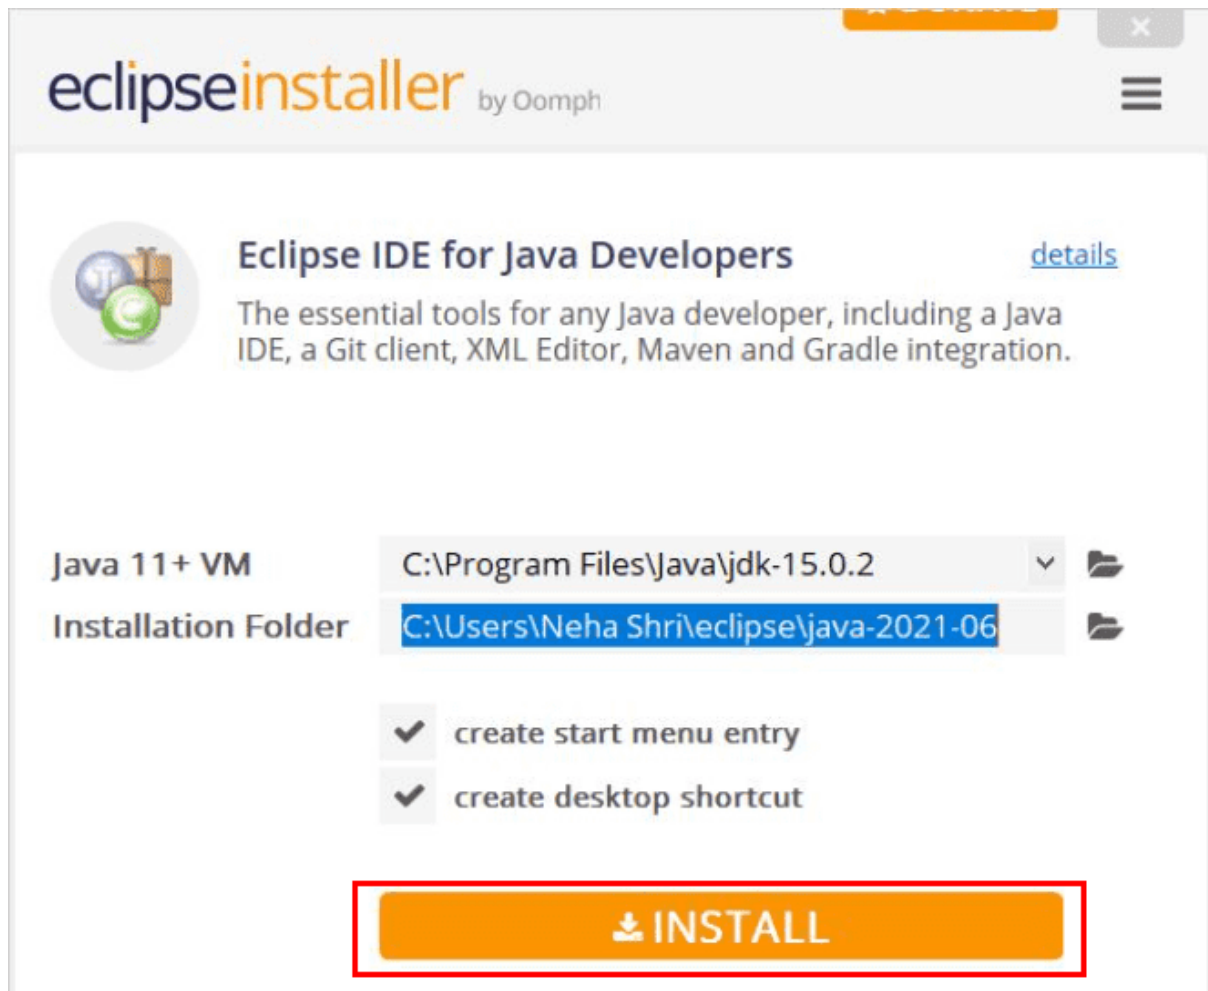 eclipseinstaller by Oomph
Eclipse IDE for Java Developers
details
The essential tools for any Java developer, including a Java
IDE, a Git client, XML Editor, Maven and Gradle integration.
Java 11+ VM
C:\Program Files\Java\jdk-15.0.2
Installation Folder
C:\Users\Neha Shri\eclipse\java-2021-06
create start menu entry
create desktop shortcut
INSTALL